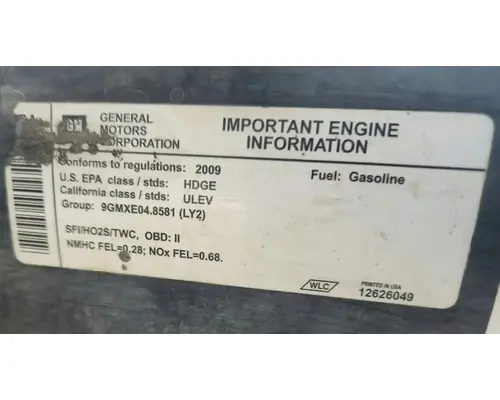 GM
GENERAL
MOTORS
CORPORATION
IMPORTANT ENGINE
INFORMATION
Conforms to regulations: 2009
Fuel: Gasoline
U.S. EPA class / stds: HDGE
California class / stds: ULEV
Group: 9GMXE04.8581 (LY2)
SFI/HO2S/TWC, OBD: II
NMHC FEL=0.28; NOx FEL=0.68.
WLC
PRINTED IN USA
12626049